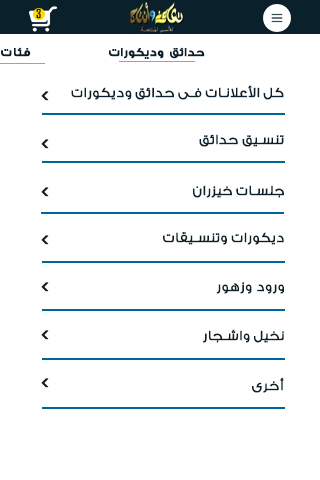 3
حدائق وديكورات
فئات
كل الأعلانات فى حدائق وديكورات
تنسيق حدائق
جلسات خيزران
ديكورات وتنسيقات
ورود وزهور
نخيل واشجار
أخرى